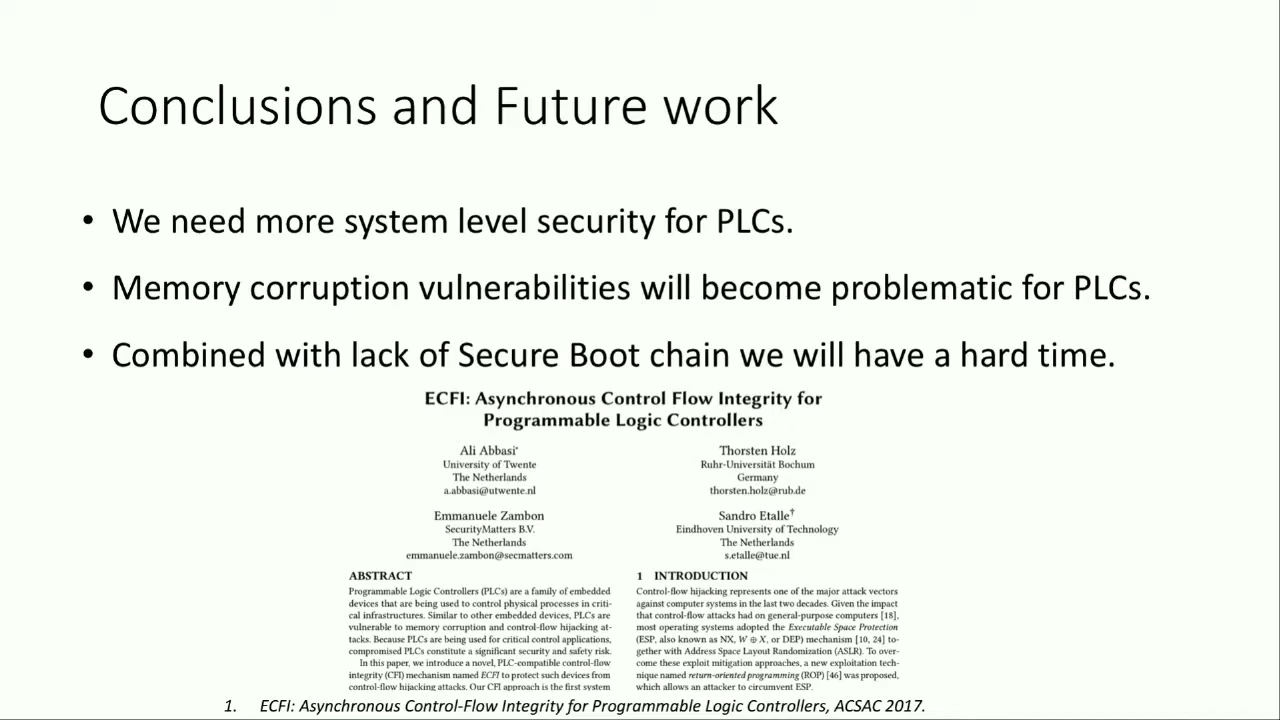 Conclusions and Future work
• We need more system level security for PLCs.
• Memory corruption vulnerabilities will become problematic for PLCs.
• Combined with lack of Secure Boot chain we will have a hard time.
ECFI: Asynchronous Control Flow Integrity for
Programmable Logic Controllers
Ali Abbasi*
University of Twente
The Netherlands
a.abbasi@utwente.nl
Thorsten Holz
Ruhr-Universität Bochum
Germany
thorsten.holz@rub.de
Emmanuele Zambon
SecurityMatters B.V.
The Netherlands
emmanuele.zambon@secmatters.com
Sandro Etalle†
Eindhoven University of Technology
The Netherlands
s.etalle@tue.nl
ABSTRACT
Programmable Logic Controllers (PLCs) are a family of embedded
devices that are being used to control physical processes in criti-
cal infrastructures. Similar to other embedded devices, PLCs are
vulnerable to memory corruption and control-flow hijacking at-
tacks. Because PLCs are being used for critical control applications,
compromised PLCs constitute a significant security and safety risk.
In this paper, we introduce a novel, PLC-compatible control-flow
integrity (CFI) mechanism named ECFI to protect such devices from
control-flow hijacking attacks. Our CFI approach is the first system
1 INTRODUCTION
Control-flow hijacking represents one of the major attack vectors
against computer systems in the last two decades. Given the impact
that control-flow attacks had on general-purpose computers [18],
most operating systems adopted the Executable Space Protection
(ESP, also known as NX, W ⊕ X, or DEP) mechanism [10, 24] to-
gether with Address Space Layout Randomization (ASLR). To over-
come these exploit mitigation approaches, a new exploitation tech-
nique named return-oriented programming (ROP) [46] was proposed,
which allows an attacker to circumvent ESP.
1. ECFI: Asynchronous Control-Flow Integrity for Programmable Logic Controllers, ACSAC 2017.